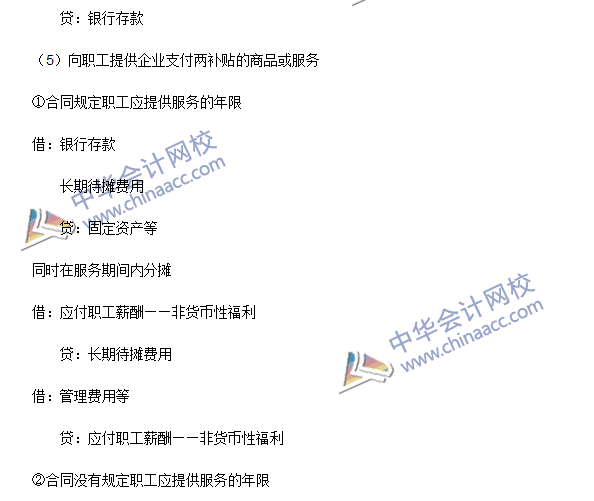 贷：银行存款
（5）向职工提供企业支付两补贴的商品或服务
①合同规定职工应提供服务的年限
借：银行存款
长期待摊费用
贷：固定资产等
同时在服务期间内分摊
借：应付职工薪酬——非货币性福利
贷：长期待摊费用
借：管理费用等
贷：应付职工薪酬——非货币性福利
②合同没有规定职工应提供服务的年限
中华会计网校
www.chinaacc.com
中华会计网校
www.chinaacc.com